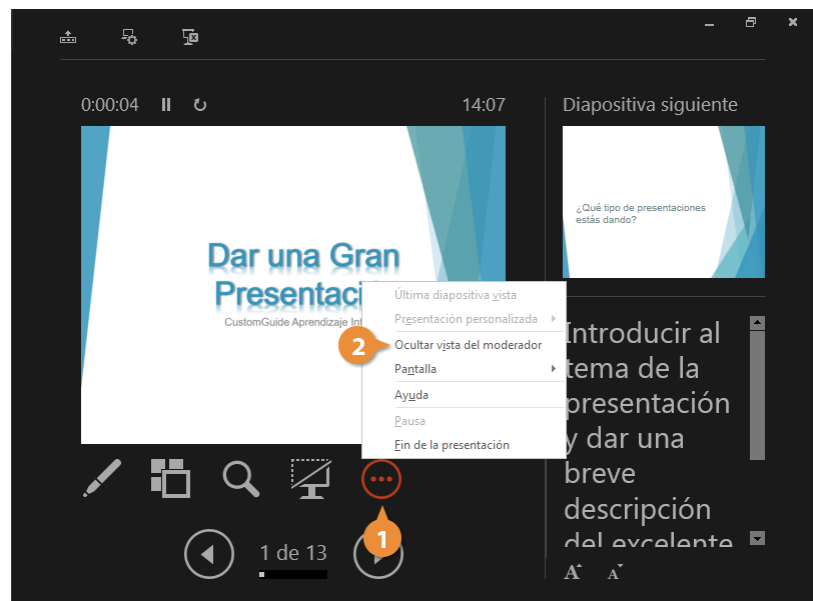 0:00:04
14:07
Diapositiva siguiente
Dar una Gran
Presentaci
CustomGuide Aprendizaje
¿Qué tipo de presentaciones
estás dando?
Última diapositiva vista
Presentación personalizada
2
Ocultar vista del moderador
Pantalla
Ayuda
Pausa
Fin de la presentación
Introducir al
tema de la
presentación
y dar una
breve
descripción
del excelente
1
1 de 13
A A